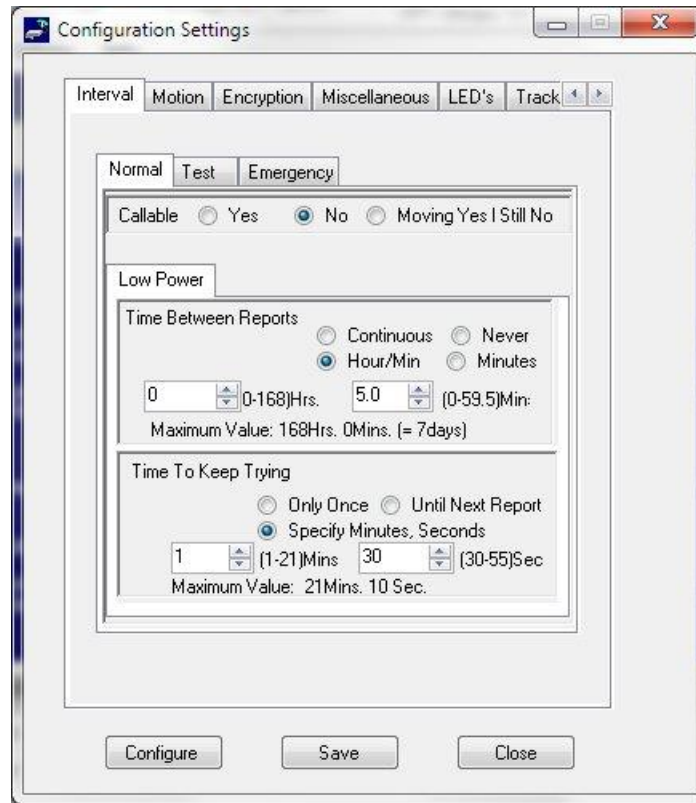 Configuration Settings
Interval Motion Encryption Miscellaneous LED's Track
Normal Test Emergency
Callable Yes No Moving Yes I Still No
Low Power
Time Between Reports
Continuous Never
Hour/Min Minutes
0 0-168)Hrs. 5.0 (0-59.5)Min:
Maximum Value: 168Hrs. 0Mins. (= 7days)
Time To Keep Trying
Only Once Until Next Report
Specify Minutes, Seconds
1 (1-21)Mins 30 (30-55)Sec
Maximum Value: 21Mins. 10 Sec.
Configure Save Close